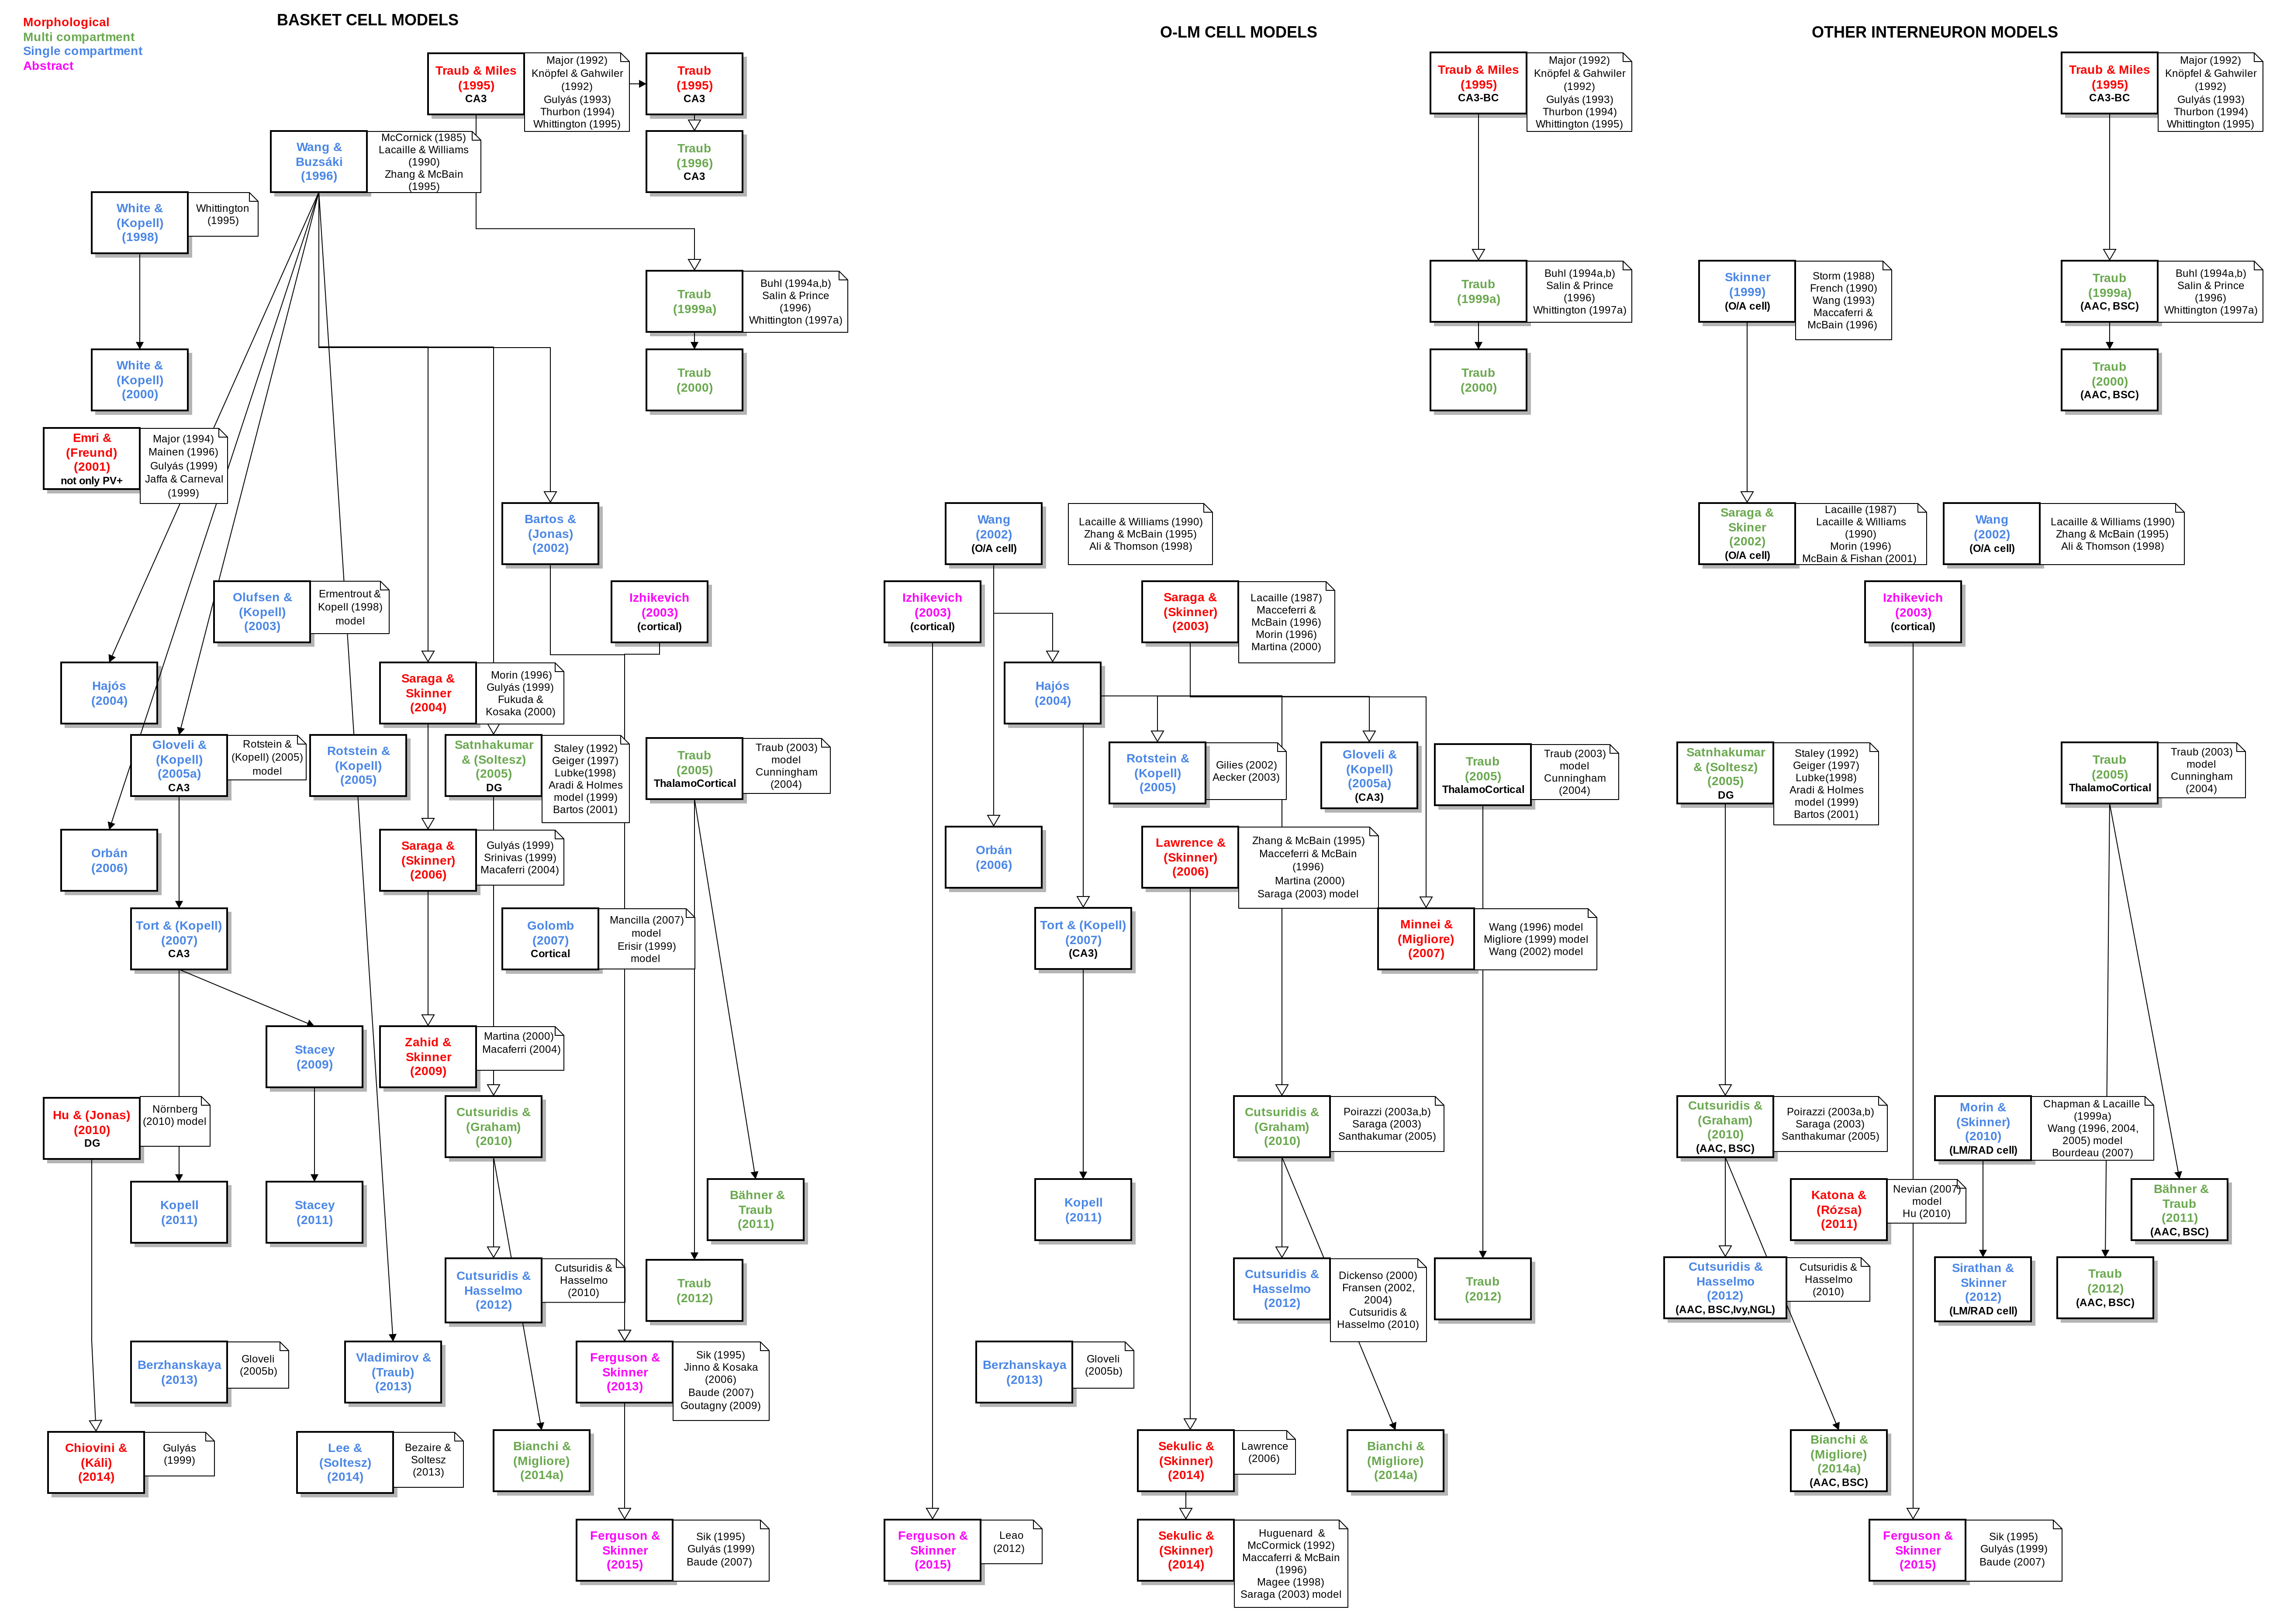 Morphological
Multi compartment
Single compartment
Abstract
BASKET CELL MODELS
Traub & Miles
(1995)
CA3
Major (1992)
Knöpfel & Gahwiler
(1992)
Gulyás (1993)
Thurbon (1994)
Whittington (1995)
Traub
(1995)
CA3
Wang &
Buzsáki
(1996)
McCornick (1985)
Lacaille & Williams
(1990)
Zhang & McBain
(1995)
Traub
(1996)
CA3
White &
(Kopell)
(1998)
Whittington
(1995)
Traub
(1999a)
Buhl (1994a,b)
Salin & Prince
(1996)
Whittington (1997a)
White &
(Kopell)
(2000)
Traub
(2000)
Emri &
(Freund)
(2001)
not only PV+
Major (1994)
Mainen (1996)
Gulyás (1999)
Jaffa & Carneval
(1999)
Bartos &
(Jonas)
(2002)
Olufsen &
(Kopell)
(2003)
Ermentrout &
Kopell (1998)
model
Izhikevich
(2003)
(cortical)
Hajós
(2004)
Saraga &
Skinner
(2004)
Morin (1996)
Gulyás (1999)
Fukuda &
Kosaka (2000)
Gloveli &
(Kopell)
(2005a)
CA3
Rotstein &
(Kopell) (2005)
model
Rotstein &
(Kopell)
(2005)
Satnhakumar
& (Soltesz)
(2005)
DG
Staley (1992)
Geiger (1997)
Lubke(1998)
Aradi & Holmes
model (1999)
Bartos (2001)
Traub
(2005)
ThalamoCortical
Traub (2003)
model
Cunningham
(2004)
Orbán
(2006)
Saraga &
(Skinner)
(2006)
Gulyás (1999)
Srinivas (1999)
Macaferri (2004)
Tort & (Kopell)
(2007)
CA3
Golomb
(2007)
Cortical
Mancilla (2007)
model
Erisir (1999)
model
Stacey
(2009)
Zahid &
Skinner
(2009)
Martina (2000)
Macaferri (2004)
Hu & (Jonas)
(2010)
DG
Nörnberg
(2010) model
Cutsuridis &
(Graham)
(2010)
Kopell
(2011)
Stacey
(2011)
Bähner &
Traub
(2011)
Cutsuridis &
Hasselmo
(2012)
Cutsuridis &
Hasselmo
(2010)
Traub
(2012)
Berzhanskaya
(2013)
Gloveli
(2005b)
Vladimirov &
(Traub)
(2013)
Ferguson &
Skinner
(2013)
Sik (1995)
Jinno & Kosaka
(2006)
Baude (2007)
Goutagny (2009)
Chiovini &
(Káli)
(2014)
Gulyás
(1999)
Lee &
(Soltesz)
(2014)
Bezaire &
Soltesz
(2013)
Bianchi &
(Migliore)
(2014a)
Ferguson &
Skinner
(2015)
Sik (1995)
Gulyás (1999)
Baude (2007)
O-LM CELL MODELS
Traub & Miles
(1995)
CA3-BC
Major (1992)
Knöpfel & Gahwiler
(1992)
Gulyás (1993)
Thurbon (1994)
Whittington (1995)
Traub
(1999a)
Buhl (1994a,b)
Salin & Prince
(1996)
Whittington (1997a)
Traub
(2000)
Wang
(2002)
(O/A cell)
Lacaille & Williams (1990)
Zhang & McBain (1995)
Ali & Thomson (1998)
Izhikevich
(2003)
(cortical)
Saraga &
(Skinner)
(2003)
Lacaille (1987)
Macceferri &
McBain (1996)
Morin (1996)
Martina (2000)
Hajós
(2004)
Rotstein &
(Kopell)
(2005)
Gilies (2002)
Aecker (2003)
Gloveli &
(Kopell)
(2005a)
(CA3)
Traub
(2005)
ThalamoCortical
Traub (2003)
model
Cunningham
(2004)
Orbán
(2006)
Lawrence &
(Skinner)
(2006)
Zhang & McBain (1995)
Macceferri & McBain
(1996)
Martina (2000)
Saraga (2003) model
Tort & (Kopell)
(2007)
(CA3)
Minnei &
(Migliore)
(2007)
Wang (1996) model
Migliore (1999) model
Wang (2002) model
Cutsuridis &
(Graham)
(2010)
Poirazzi (2003a,b)
Saraga (2003)
Santhakumar (2005)
Kopell
(2011)
Cutsuridis &
Hasselmo
(2012)
Dickenso (2000)
Fransen (2002,
2004)
Cutsuridis &
Hasselmo (2010)
Traub
(2012)
Berzhanskaya
(2013)
Gloveli
(2005b)
Sekulic &
(Skinner)
(2014)
Lawrence
(2006)
Bianchi &
(Migliore)
(2014a)
Ferguson &
Skinner
(2015)
Leao
(2012)
Sekulic &
(Skinner)
(2014)
Huguenard &
McCormick (1992)
Maccaferri & McBain
(1996)
Magee (1998)
Saraga (2003) model
OTHER INTERNEURON MODELS
Traub & Miles
(1995)
CA3-BC
Major (1992)
Knöpfel & Gahwiler
(1992)
Gulyás (1993)
Thurbon (1994)
Whittington (1995)
Skinner
(1999)
(O/A cell)
Storm (1988)
French (1990)
Wang (1993)
Maccaferri &
McBain (1996)
Traub
(1999a)
(AAC, BSC)
Buhl (1994a,b)
Salin & Prince
(1996)
Whittington (1997a)
Traub
(2000)
(AAC, BSC)
Saraga &
Skiner
(2002)
(O/A cell)
Lacaille (1987)
Lacaille & Williams
(1990)
Morin (1996)
McBain & Fishan (2001)
Wang
(2002)
(O/A cell)
Lacaille & Williams (1990)
Zhang & McBain (1995)
Ali & Thomson (1998)
Izhikevich
(2003)
(cortical)
Satnhakumar
& (Soltesz)
(2005)
DG
Staley (1992)
Geiger (1997)
Lubke(1998)
Aradi & Holmes
model (1999)
Bartos (2001)
Traub
(2005)
ThalamoCortical
Traub (2003)
model
Cunningham
(2004)
Cutsuridis &
(Graham)
(2010)
(AAC, BSC)
Poirazzi (2003a,b)
Saraga (2003)
Santhakumar (2005)
Morin &
(Skinner)
(2010)
(LM/RAD cell)
Chapman & Lacaille
(1999a)
Wang (1996, 2004,
2005) model
Bourdeau (2007)
Katona &
(Rózsa)
(2011)
Nevian (2007)
model
Hu (2010)
Bähner &
Traub
(2011)
(AAC, BSC)
Cutsuridis &
Hasselmo
(2012)
(AAC, BSC,Ivy,NGL)
Cutsuridis &
Hasselmo
(2010)
Sirathan &
Skinner
(2012)
(LM/RAD cell)
Traub
(2012)
(AAC, BSC)
Bianchi &
(Migliore)
(2014a)
(AAC, BSC)
Ferguson &
Skinner
(2015)
Sik (1995)
Gulyás (1999)
Baude (2007)